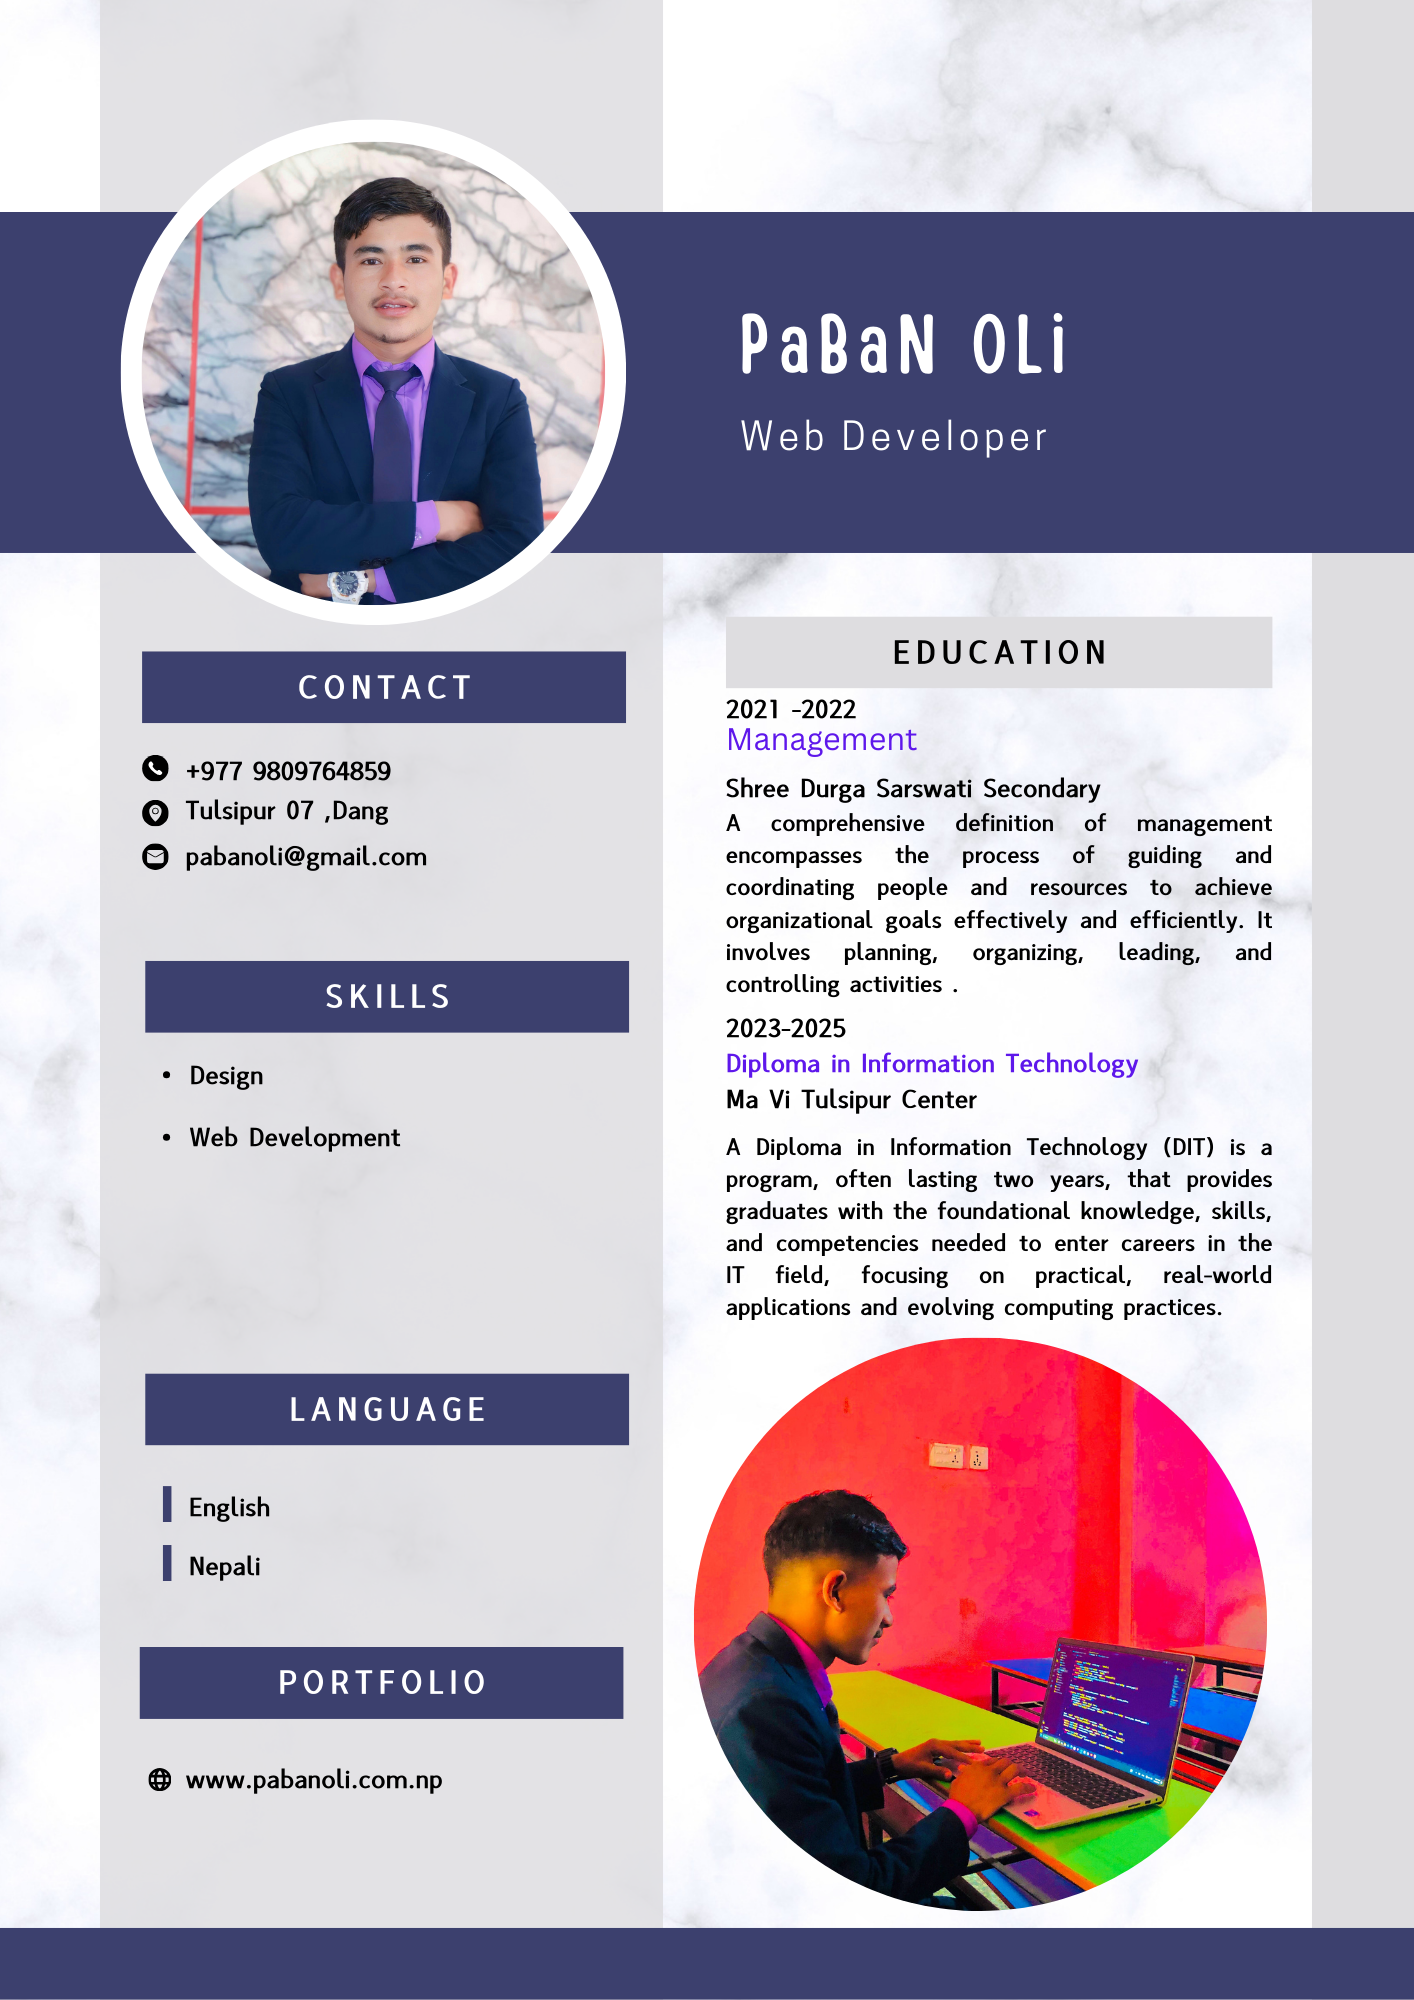 PaBaN OLi
Web Developer
CONTACT
+977 9809764859
Tulsipur 07 ,Dang
pabanoli@gmail.com
SKILLS
• Design
• Web Development
LANGUAGE
English
Nepali
PORTFOLIO
www.pabanoli.com.np
EDUCATION
2021 -2022
Management
Shree Durga Sarswati Secondary
A comprehensive definition of management
encompasses the process of guiding and
coordinating people and resources to achieve
organizational goals effectively and efficiently. It
involves planning, organizing, leading, and
controlling activities .
2023-2025
Diploma in Information Technology
Ma Vi Tulsipur Center
A Diploma in Information Technology (DIT) is a
program, often lasting two years, that provides
graduates with the foundational knowledge, skills,
and competencies needed to enter careers in the
IT field, focusing on practical, real-world
applications and evolving computing practices.